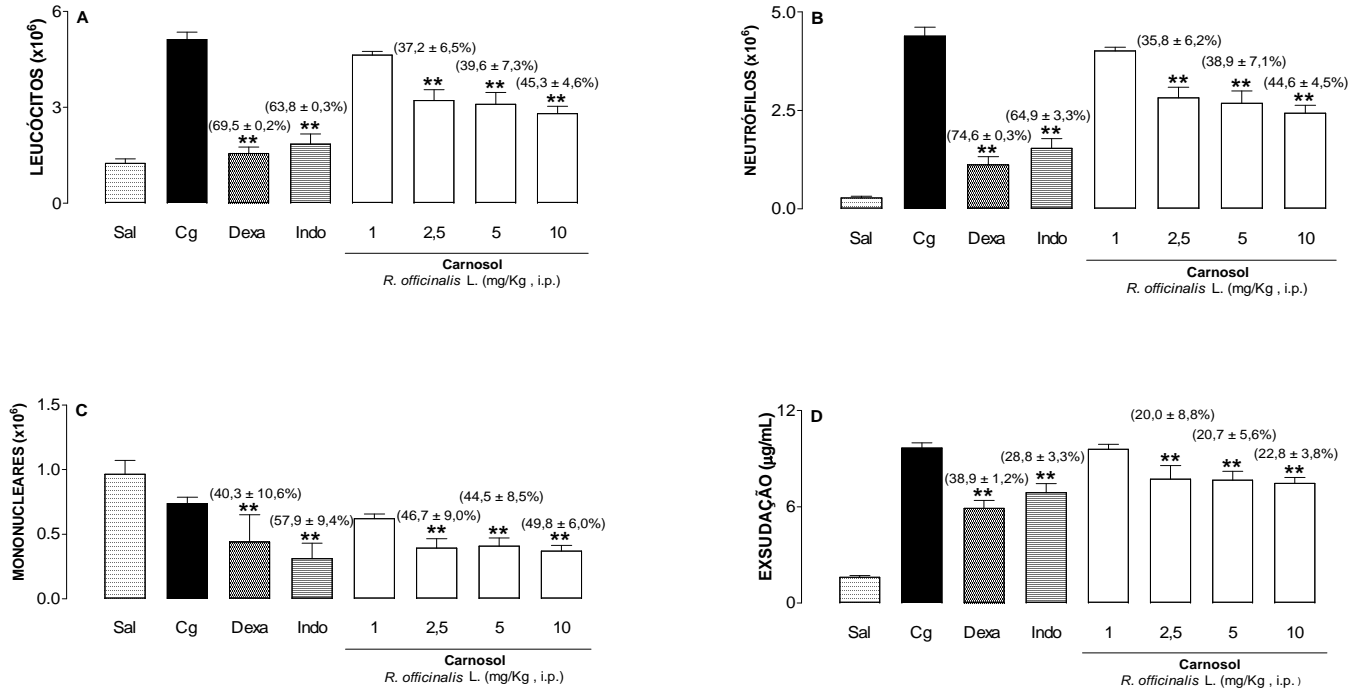 A
LEUCÓCITOS (x10⁶)
6
3
0
(69,5 ± 0,2%)
**
(63,8 ± 0,3%)
**
(37,2 ± 6,5%)
**
(39,6 ± 7,3%)
**
(45,3 ± 4,6%)
**
Sal Cg Dexa Indo 1 2,5 5 10
Carnosol
R. officinalis L. (mg/Kg , i.p.)
B
NEUTRÓFILOS (x10⁶)
5.0
2.5
0.0
(74,6 ± 0,3%)
**
(64,9 ± 3,3%)
**
(35,8 ± 6,2%)
**
(38,9 ± 7,1%)
**
(44,6 ± 4,5%)
**
Sal Cg Dexa Indo 1 2,5 5 10
Carnosol
R. officinalis L. (mg/Kg , i.p.)
C
MONONUCLEARES (x10⁶)
1.5
1.0
0.5
0.0
(40,3 ± 10,6%)
**
(57,9 ± 9,4%)
**
(46,7 ± 9,0%)
**
(44,5 ± 8,5%)
**
(49,8 ± 6,0%)
**
Sal Cg Dexa Indo 1 2,5 5 10
Carnosol
R. officinalis L. (mg/Kg , i.p.)
D
EXSUDAÇÃO (µg/mL)
12
6
0
(38,9 ± 1,2%)
**
(28,8 ± 3,3%)
**
(20,0 ± 8,8%)
**
(20,7 ± 5,6%)
**
(22,8 ± 3,8%)
**
Sal Cg Dexa Indo 1 2,5 5 10
Carnosol
R. officinalis L. (mg/Kg , i.p.)